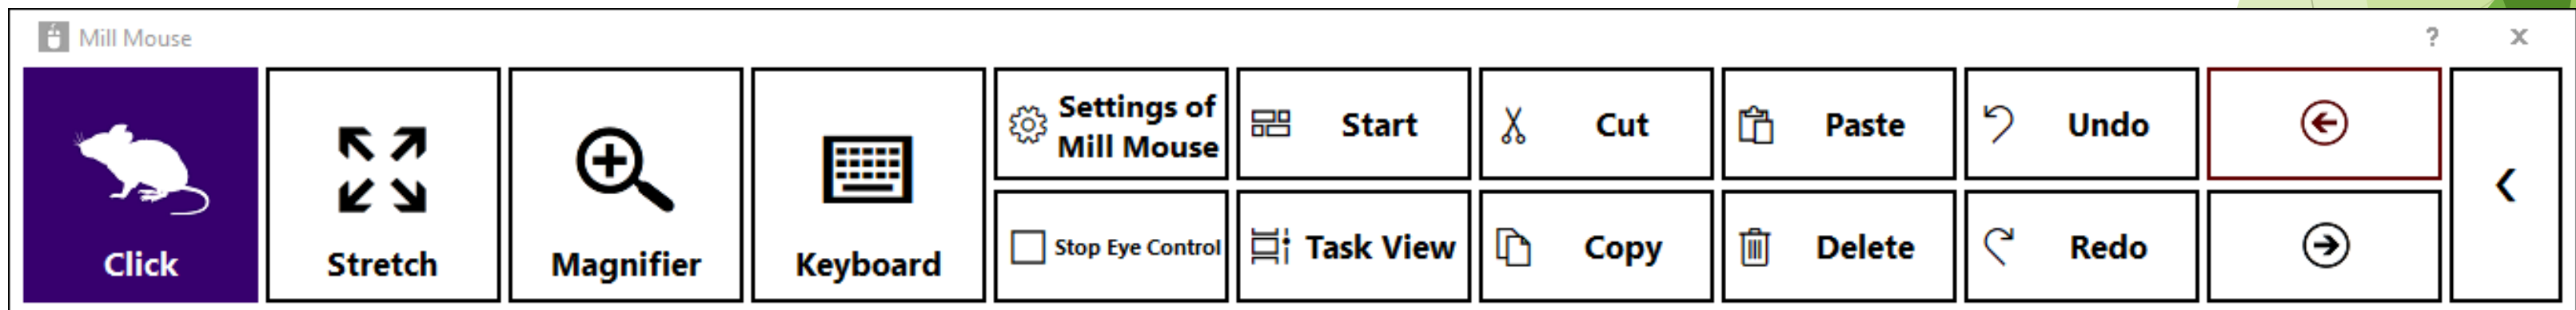 Mill Mouse
?
x
Click
Stretch
Magnifier
Keyboard
Settings of
Mill Mouse
Stop Eye Control
Start
Task View
Cut
Copy
Paste
Delete
Undo
Redo